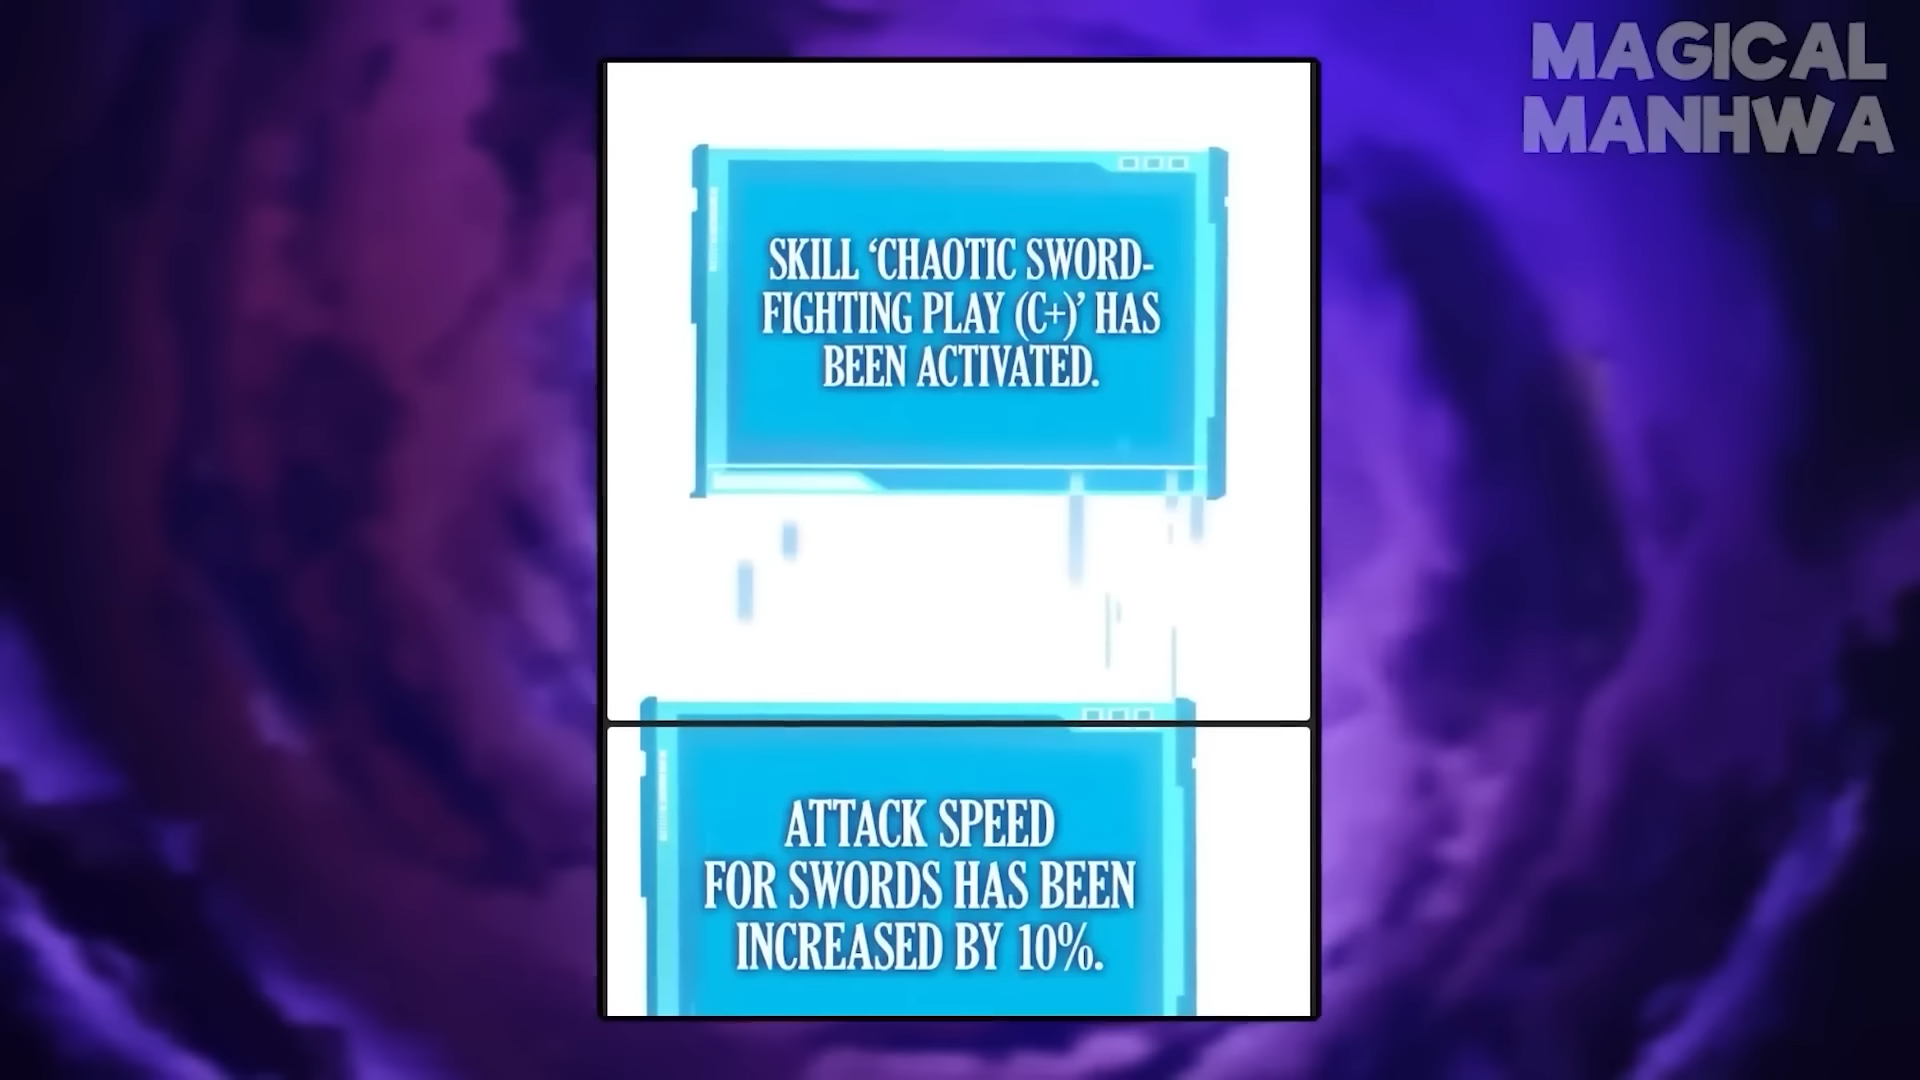 MAGICAL
MANHWA
SKILL ‘CHAOTIC SWORD-
FIGHTING PLAY (C+)’ HAS
BEEN ACTIVATED.
ATTACK SPEED
FOR SWORDS HAS BEEN
INCREASED BY 10%.